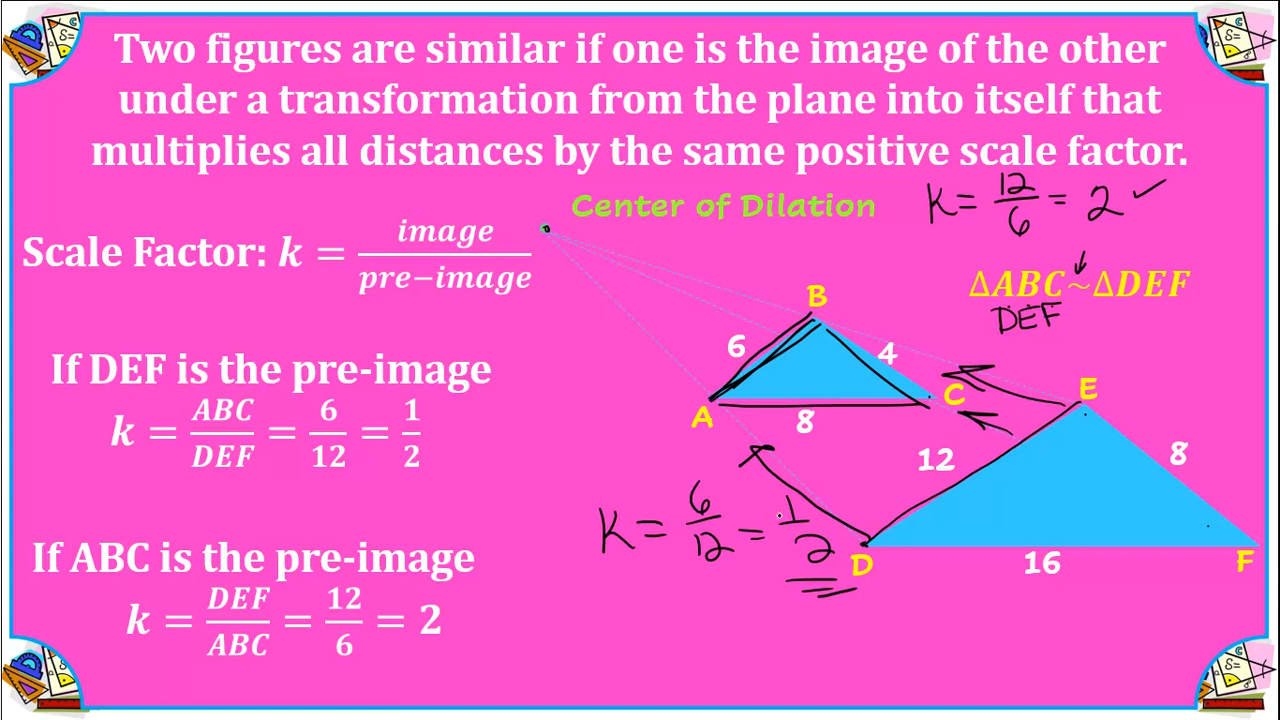 Two figures are similar if one is the image of the other
under a transformation from the plane into itself that
multiplies all distances by the same positive scale factor.
Center of Dilation
K = 12/6 = 2 ✓
Scale Factor: k = image/pre−image
ΔABC~ΔDEF
DEF
B
6
4
A
8
C
If DEF is the pre-image
k = ABC/DEF = 6/12 = 1/2
E
12
8
D
16
F
K = 6/12 = 1/2
If ABC is the pre-image
k = DEF/ABC = 12/6 = 2